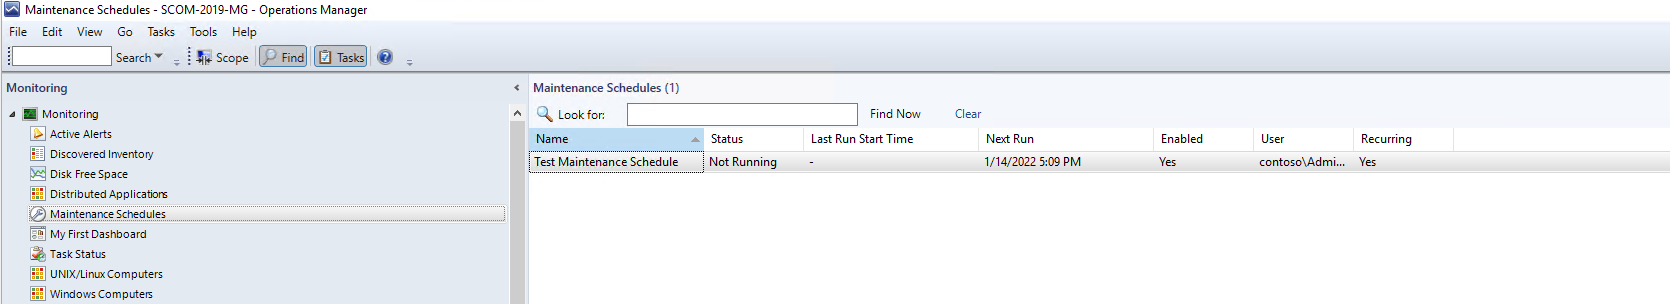 Maintenance Schedules - SCOM-2019-MG - Operations Manager
File Edit View Go Tasks Tools Help
Search Scope Find Tasks
Monitoring
Monitoring
Active Alerts
Discovered Inventory
Disk Free Space
Distributed Applications
Maintenance Schedules
My First Dashboard
Task Status
UNIX/Linux Computers
Windows Computers
Maintenance Schedules (1)
Look for: Find Now Clear
Name Status Last Run Start Time Next Run Enabled User Recurring
Test Maintenance Schedule Not Running - 1/14/2022 5:09 PM Yes contoso\Admi... Yes